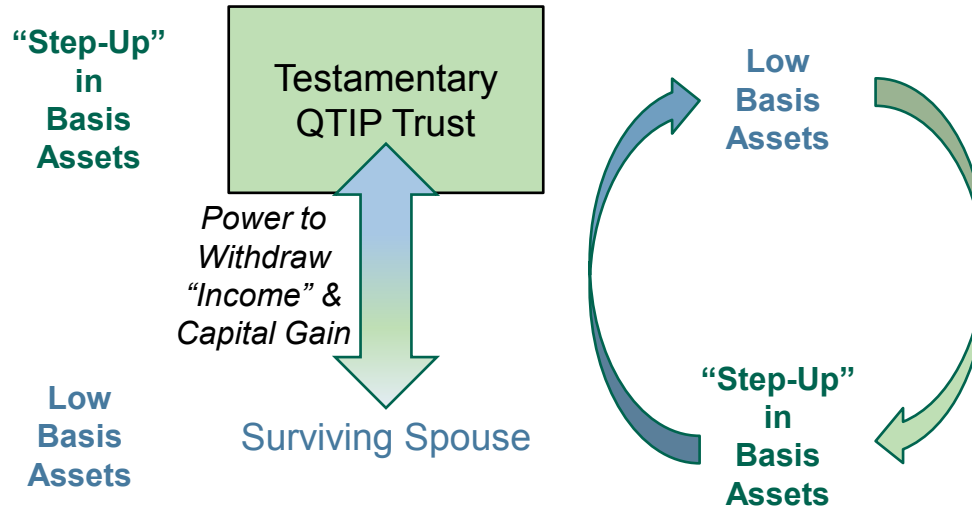 “Step-Up”
in
Basis
Assets
Testamentary
QTIP Trust
Power to
Withdraw
“Income” &
Capital Gain
Low
Basis
Assets
Surviving Spouse
Low
Basis
Assets
“Step-Up”
in
Basis
Assets